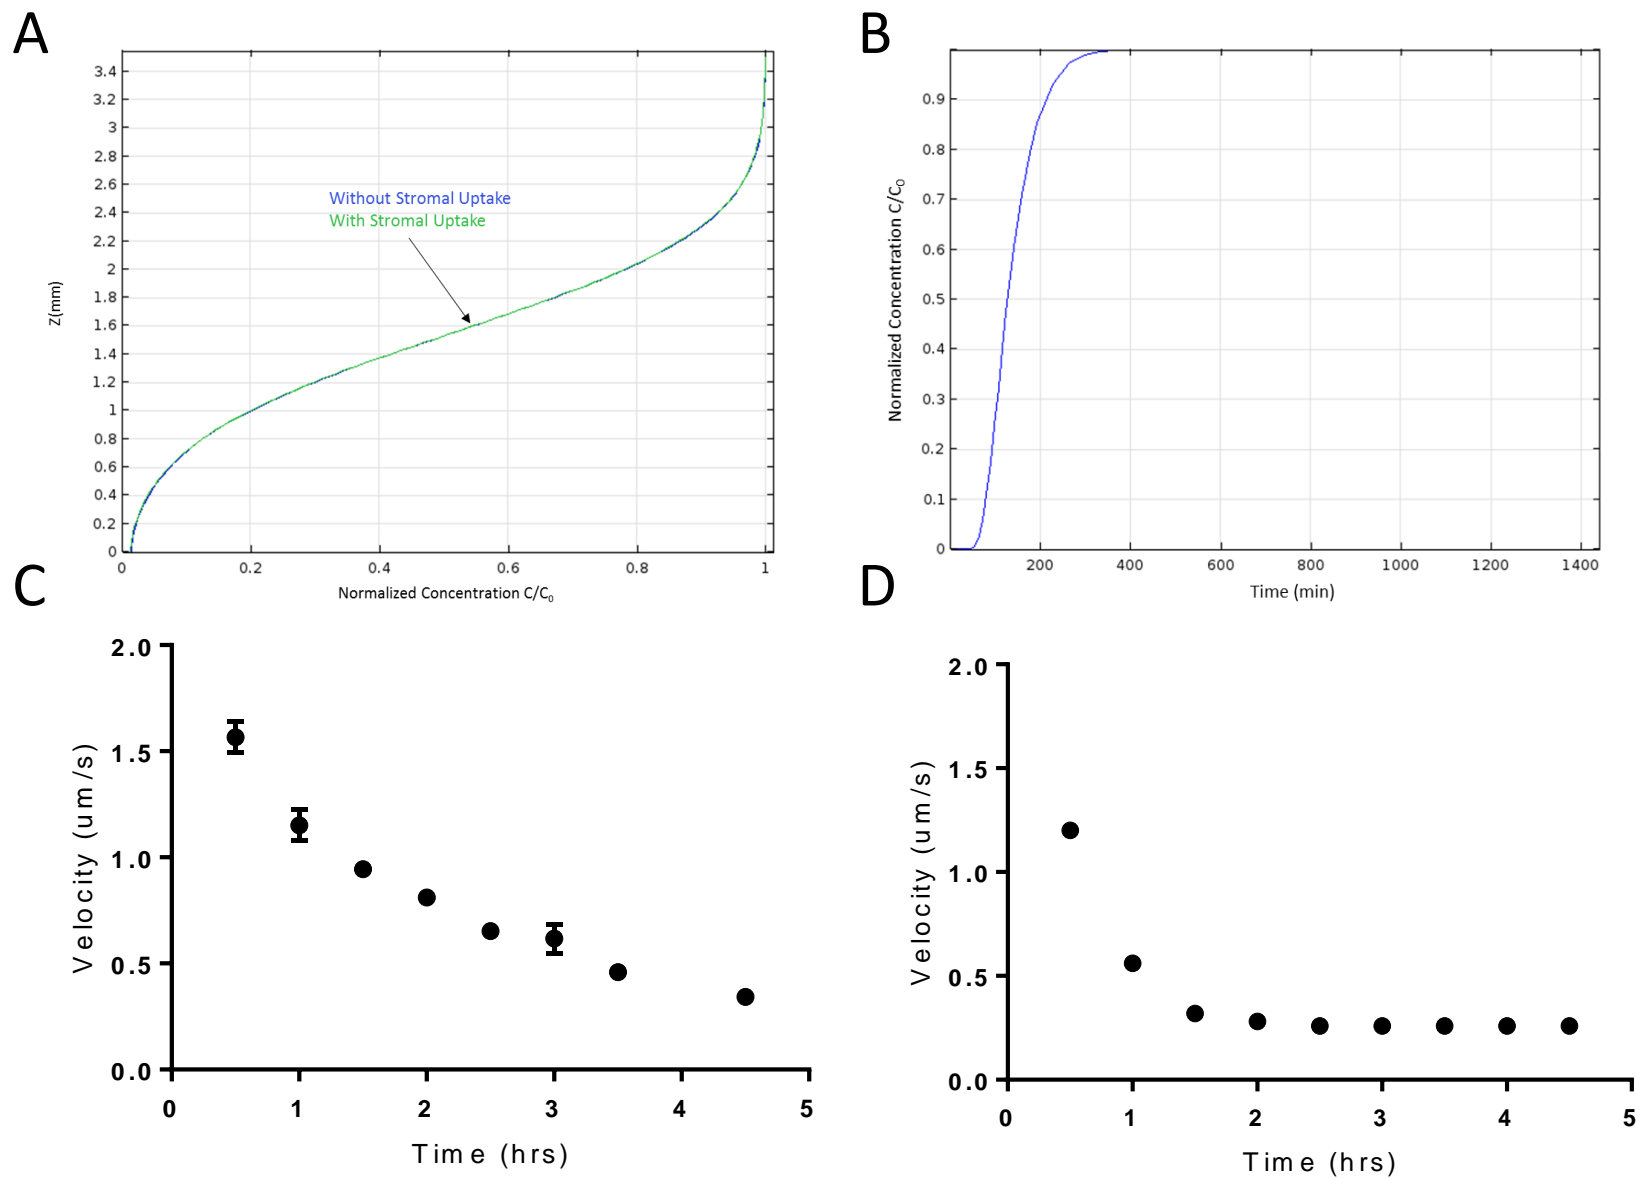 A
3.4
3.2
3
2.8
2.6
2.4
2.2
2
1.8
1.6
1.4
1.2
1
0.8
0.6
0.4
0.2
0
Z(mm)
Without Stromal Uptake
With Stromal Uptake
0 0.2 0.4 0.6 0.8 1
Normalized Concentration C/C₀
B
0.9
0.8
0.7
0.6
0.5
0.4
0.3
0.2
0.1
0
Normalized Concentration C/C₀
200 400 600 800 1000 1200 1400
Time (min)
C
2.0
1.5
1.0
0.5
0.0
Velocity (um/s)
0 1 2 3 4 5
Time (hrs)
D
2.0
1.5
1.0
0.5
0.0
Velocity (um/s)
0 1 2 3 4 5
Time (hrs)